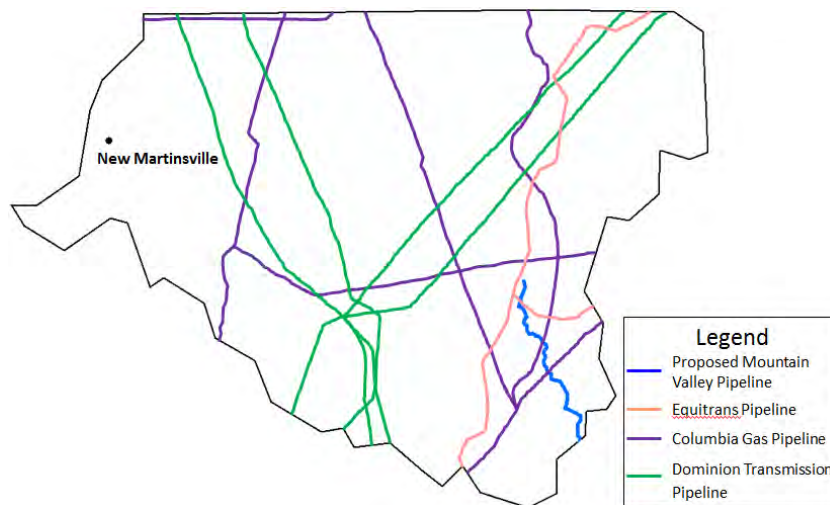 New Martinsville
Legend
Proposed Mountain
Valley Pipeline
Equitrans Pipeline
Columbia Gas Pipeline
Dominion Transmission
Pipeline